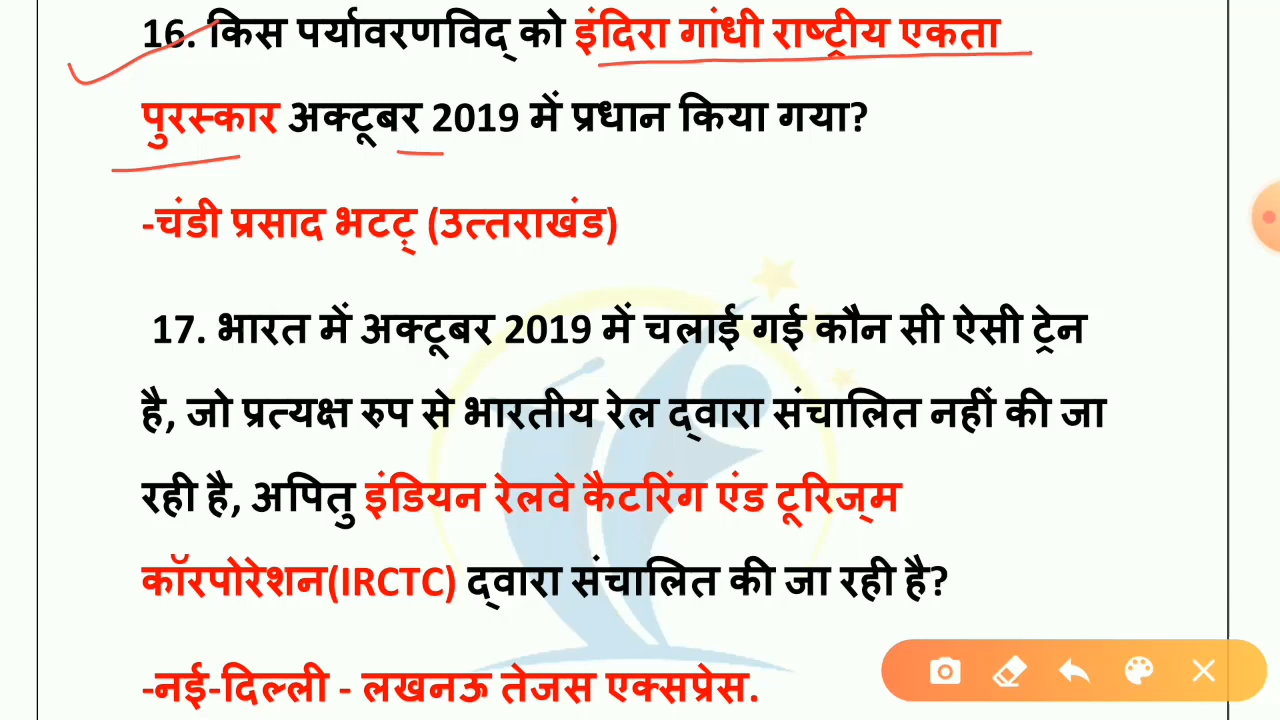 16. किस पर्यावरणविद् को इंदिरा गांधी राष्ट्रीय एकता
पुरस्कार अक्टूबर 2019 में प्रधान किया गया?
-चंडी प्रसाद भटट् (उत्तराखंड)
17. भारत में अक्टूबर 2019 में चलाई गई कौन सी ऐसी ट्रेन
है, जो प्रत्यक्ष रुप से भारतीय रेल द्वारा संचालित नहीं की जा
रही है, अपितु इंडियन रेलवे कैटरिंग एंड टूरिज्म
कॉरपोरेशन(IRCTC) द्वारा संचालित की जा रही है?
-नई-दिल्ली - लखनऊ तेजस एक्सप्रेस.